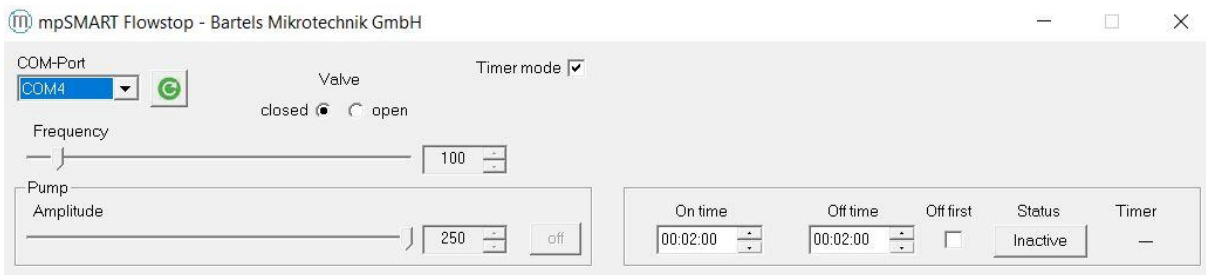 mpSMART Flowstop - Bartels Mikrotechnik GmbH
COM-Port
COM4
Valve
closed open
Timer mode
Frequency
100
Pump
Amplitude
250 off
On time Off time Off first Status Timer
00:02:00 00:02:00 Inactive —